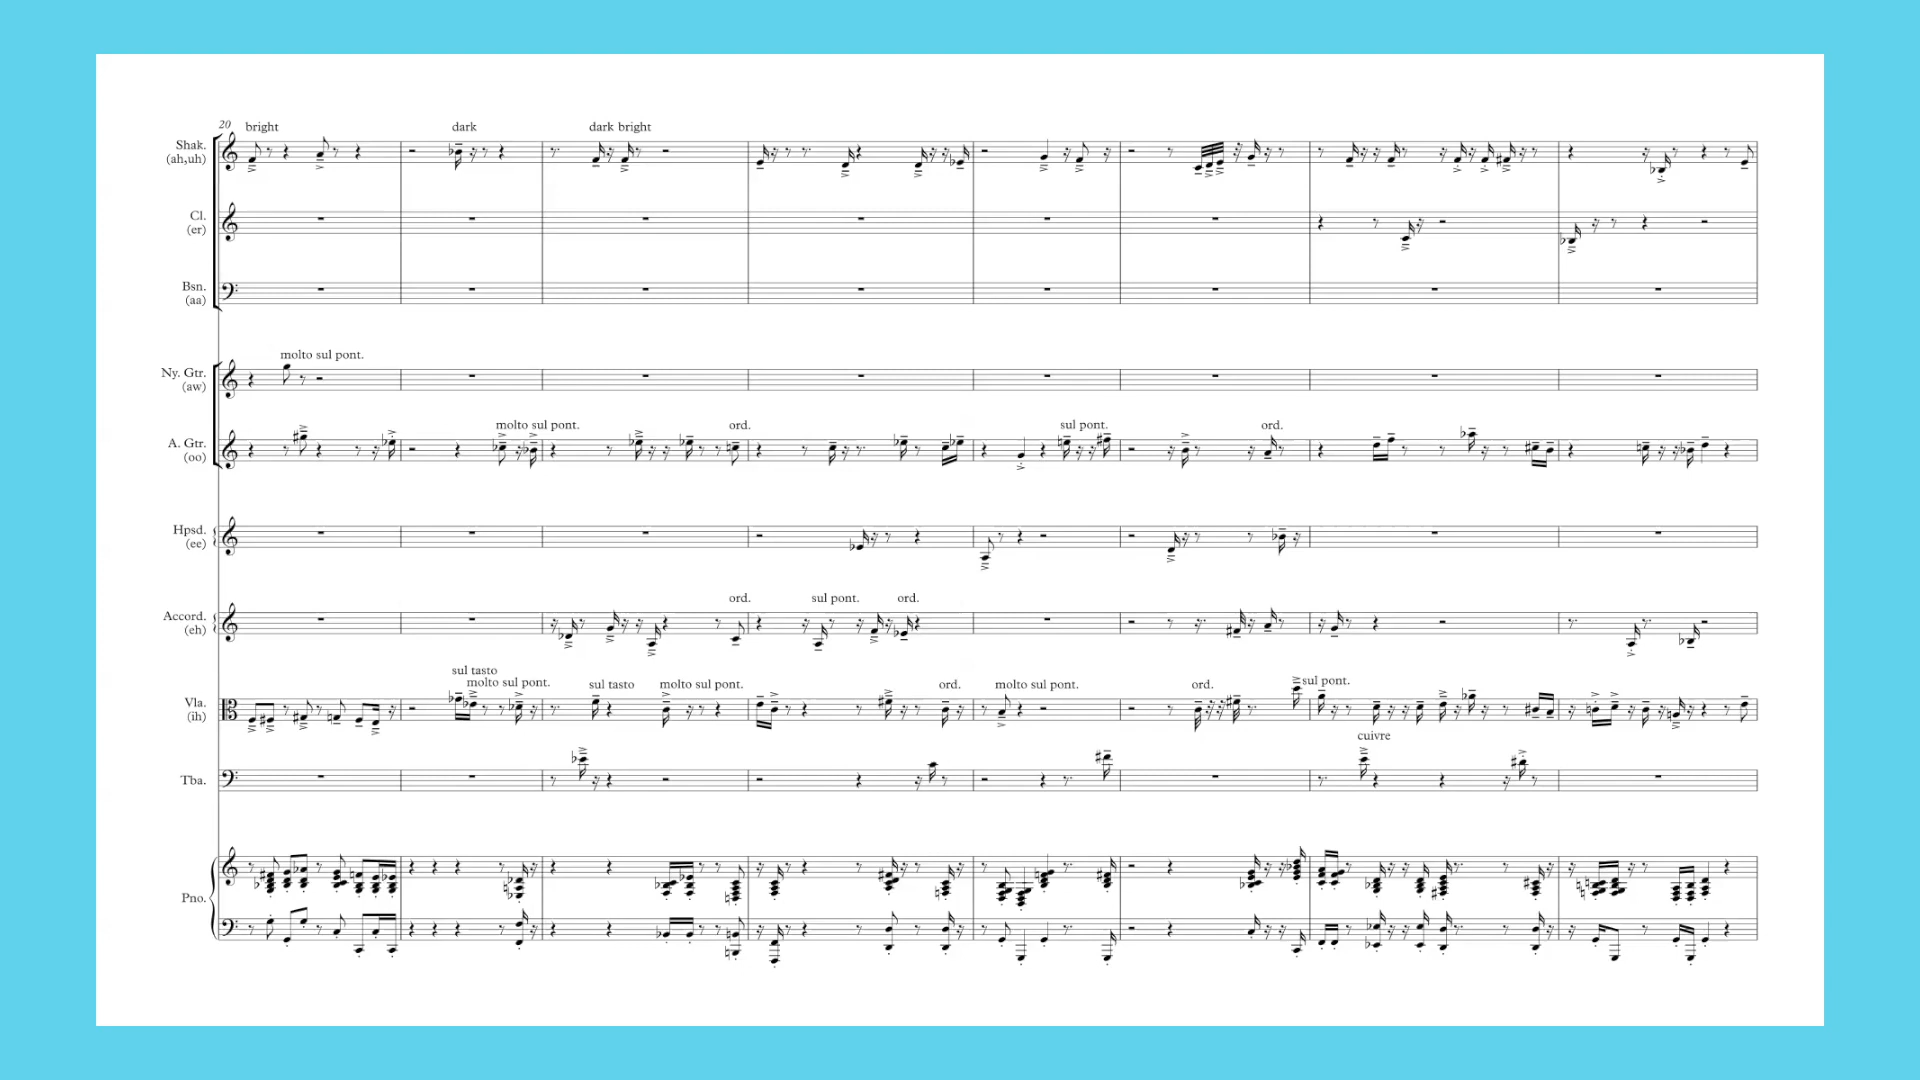 20 bright dark dark bright
Shak.
(ah,uh)
Cl.
(er)
Bsn.
(aa)
molto sul pont.
Ny. Gtr.
(aw)
molto sul pont. ord. sul pont. ord.
A. Gtr.
(oo)
Hpsd.
(ee)
ord. sul pont. ord.
Accord.
(eh)
sul tasto
molto sul pont. sul tasto molto sul pont. ord. molto sul pont. ord. sul pont.
Vla.
(ih)
cuivre
Tba.
Pno.